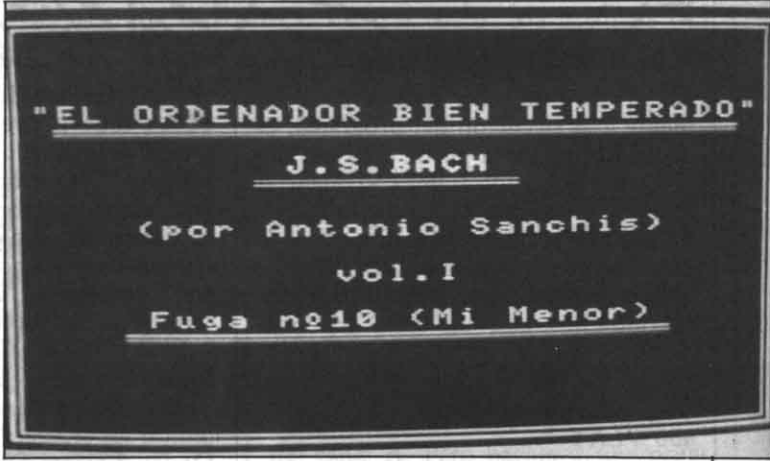 "EL ORDENADOR BIEN TEMPERADO"
J.S.BACH
(por Antonio Sanchis)
vol.I
Fuga nº10 (Mi Menor)